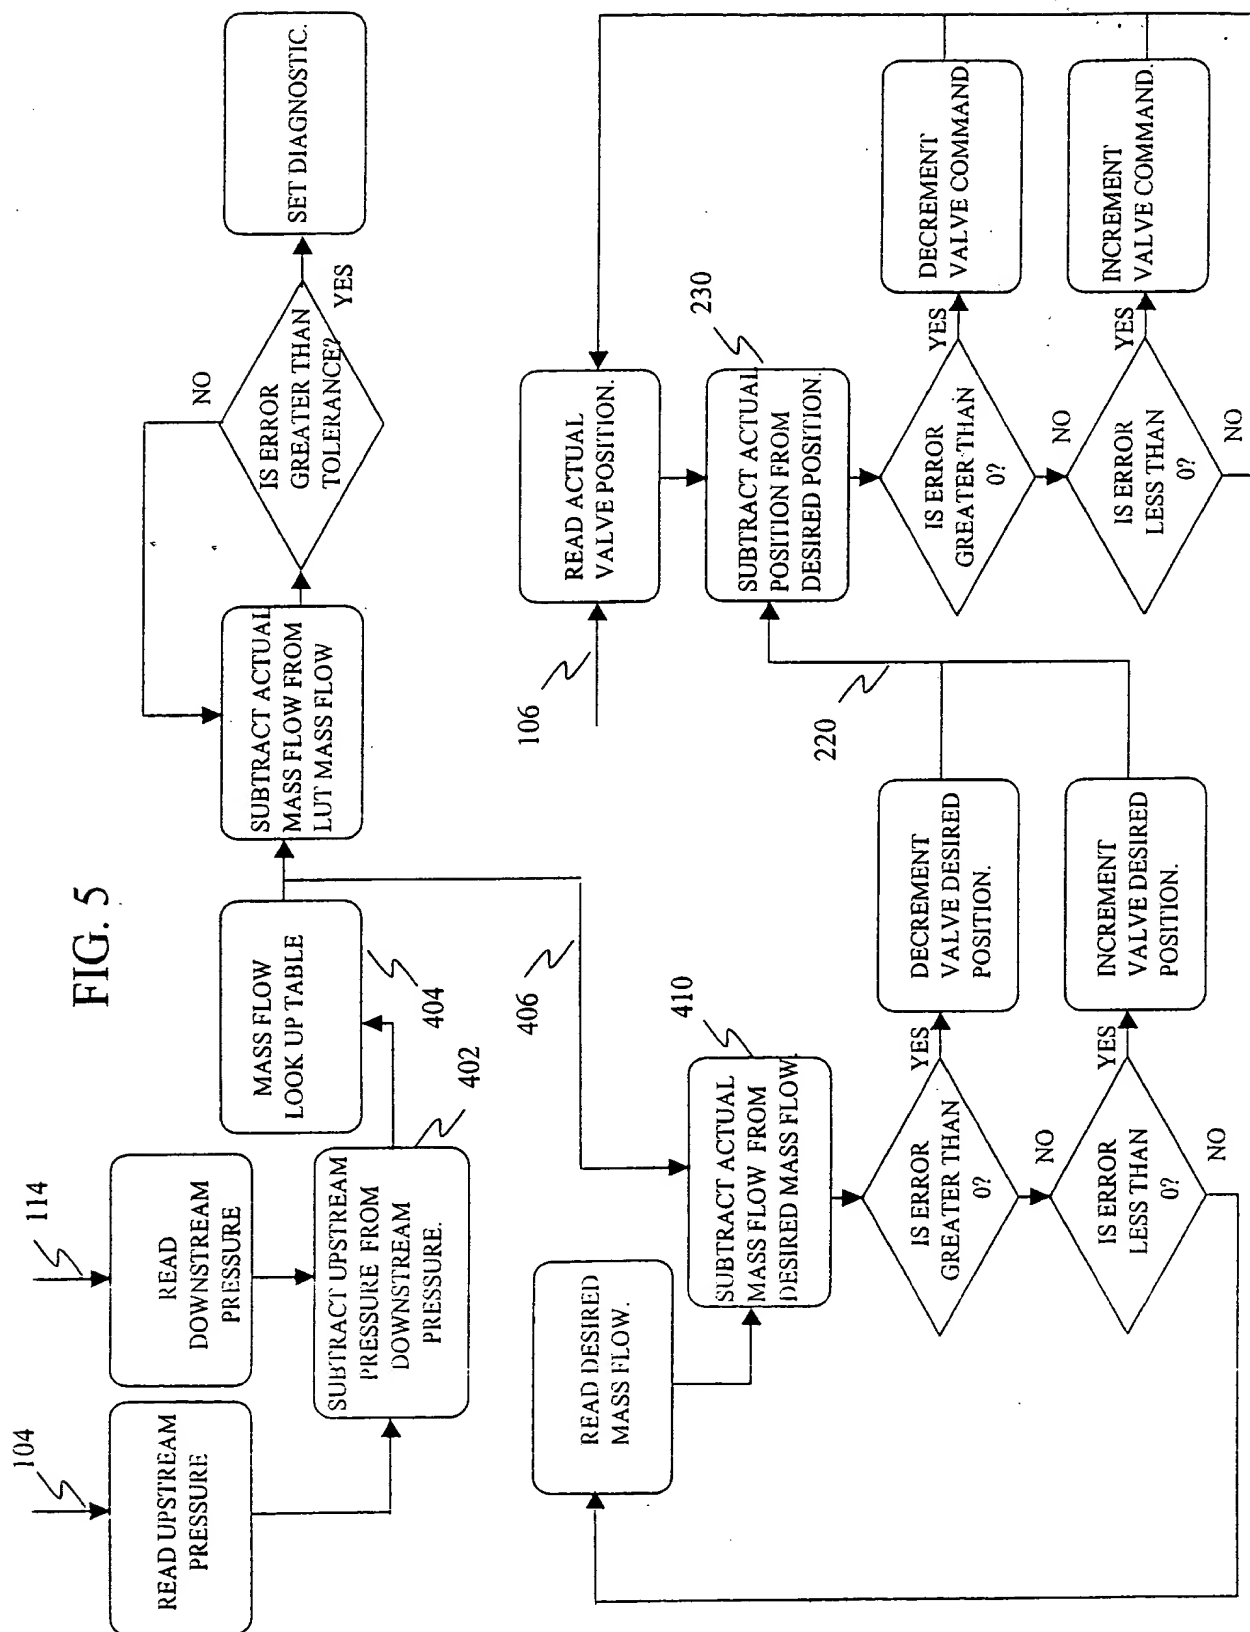 FIG. 5
104
READ UPSTREAM
PRESSURE
114
READ
DOWNSTREAM
PRESSURE
SUBTRACT UPSTREAM
PRESSURE FROM
DOWNSTREAM
PRESSURE.
402
MASS FLOW
LOOK UP TABLE
404
SUBTRACT ACTUAL
MASS FLOW FROM
LUT MASS FLOW
IS ERROR
GREATER THAN
TOLERANCE?
NO
YES
SET DIAGNOSTIC.
406
READ DESIRED
MASS FLOW.
SUBTRACT ACTUAL
MASS FLOW FROM
DESIRED MASS FLOW.
410
IS ERROR
GREATER THAN
0?
YES
NO
DECREMENT
VALVE DESIRED
POSITION.
IS ERROR
LESS THAN
0?
YES
NO
INCREMENT
VALVE DESIRED
POSITION.
220
106
READ ACTUAL
VALVE POSITION.
SUBTRACT ACTUAL
POSITION FROM
DESIRED POSITION.
230
IS ERROR
GREATER THAN
0?
YES
NO
DECREMENT
VALVE COMMAND
IS ERROR
LESS THAN
0?
YES
NO
INCREMENT
VALVE COMMAND.